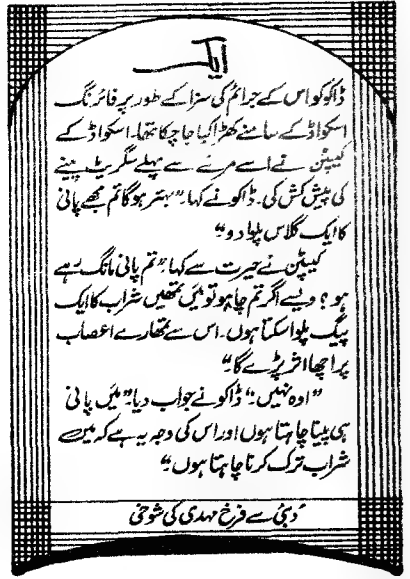 ایک
ڈاکو کو اس کے جرائم کی سزا کے طور پر فائرنگ
اسکواڈ کے سامنے کھڑا کیا جا چکا تھا۔ اسکواڈ کے
کیپٹن نے اسے مرنے سے پہلے سگریٹ پینے
کی پیش کش کی۔ ڈاکو نے کہا۔ "بہتر ہو گا تم مجھے پانی
کا ایک گلاس پلوا دو"
کیپٹن نے حیرت سے کہا۔ "تم پانی مانگ رہے
ہو؟ ویسے اگر تم چاہو تو میں تمھیں شراب کا ایک
پیگ پلوا سکتا ہوں۔ اس سے تمھارے اعصاب
پر اچھا اثر پڑے گا۔"
"اوہ نہیں۔" ڈاکو نے جواب دیا۔ "میں پانی
ہی پینا چاہتا ہوں اور اس کی وجہ یہ ہے کہ میں
شراب ترک کرنا چاہتا ہوں۔"
دُبئی سے فرخ مہدی کی شوخی